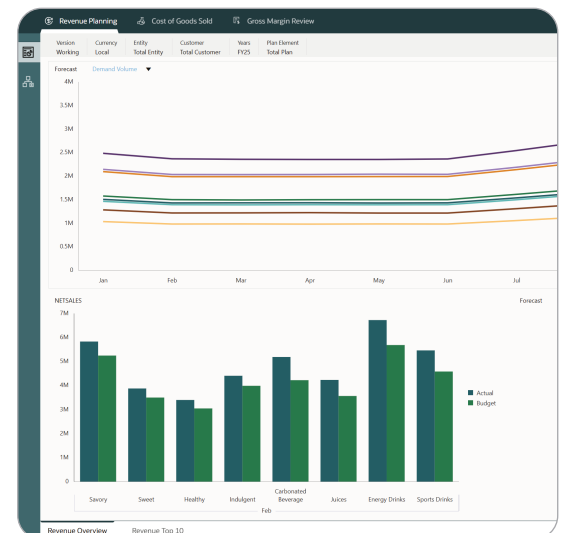 Revenue Planning Cost of Goods Sold Gross Margin Review
Version Currency Entity Customer Years Plan Element
Working Local Total Entity Total Customer FY25 Total Plan
Forecast Demand Volume
4M
3.5M
3M
2.5M
2M
1.5M
1M
0.5M
0
Jan Feb Mar Apr May Jun Jul
NETSALES Forecast
7M
6M
5M
4M
3M
2M
1M
0
Actual
Budget
Savory Sweet Healthy Indulgent Carbonated Beverage Juices Energy Drinks Sports Drinks
Feb
Revenue Overview Revenue Top 10